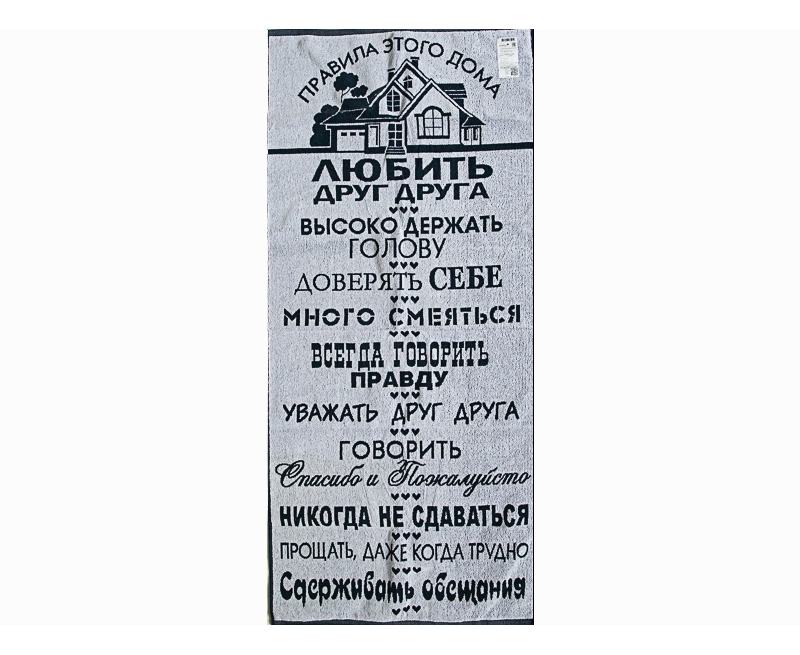 ПРАВИЛА ЭТОГО ДОМА
ЛЮБИТЬ
ДРУГ ДРУГА
ВЫСОКО ДЕРЖАТЬ
ГОЛОВУ
ДОВЕРЯТЬ СЕБЕ
МНОГО СМЕЯТЬСЯ
ВСЕГДА ГОВОРИТЬ
ПРАВДУ
УВАЖАТЬ ДРУГ ДРУГА
ГОВОРИТЬ
Спасибо и Пожалуйсто
НИКОГДА НЕ СДАВАТЬСЯ
ПРОЩАТЬ, ДАЖЕ КОГДА ТРУДНО
Сдерживать обещания